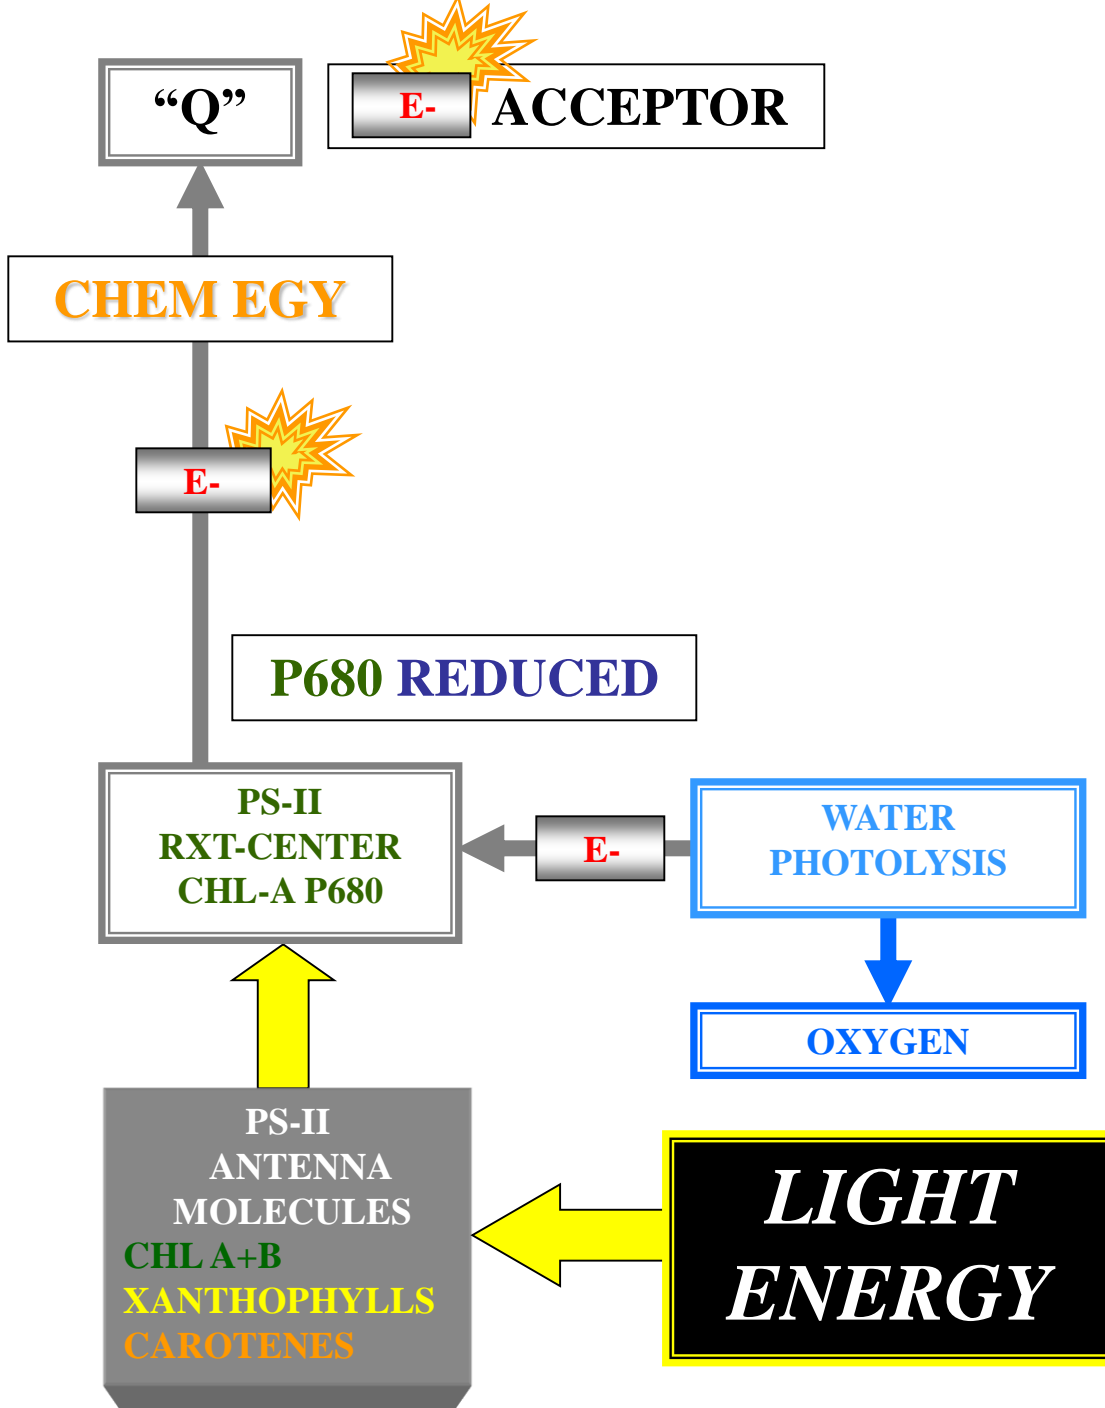 “Q”
E- ACCEPTOR
CHEM EGY
E-
P680 REDUCED
PS-II
RXT-CENTER
CHL-A P680
E-
WATER
PHOTOLYSIS
OXYGEN
PS-II
ANTENNA
MOLECULES
CHL A+B
XANTHOPHYLLS
CAROTENES
LIGHT
ENERGY